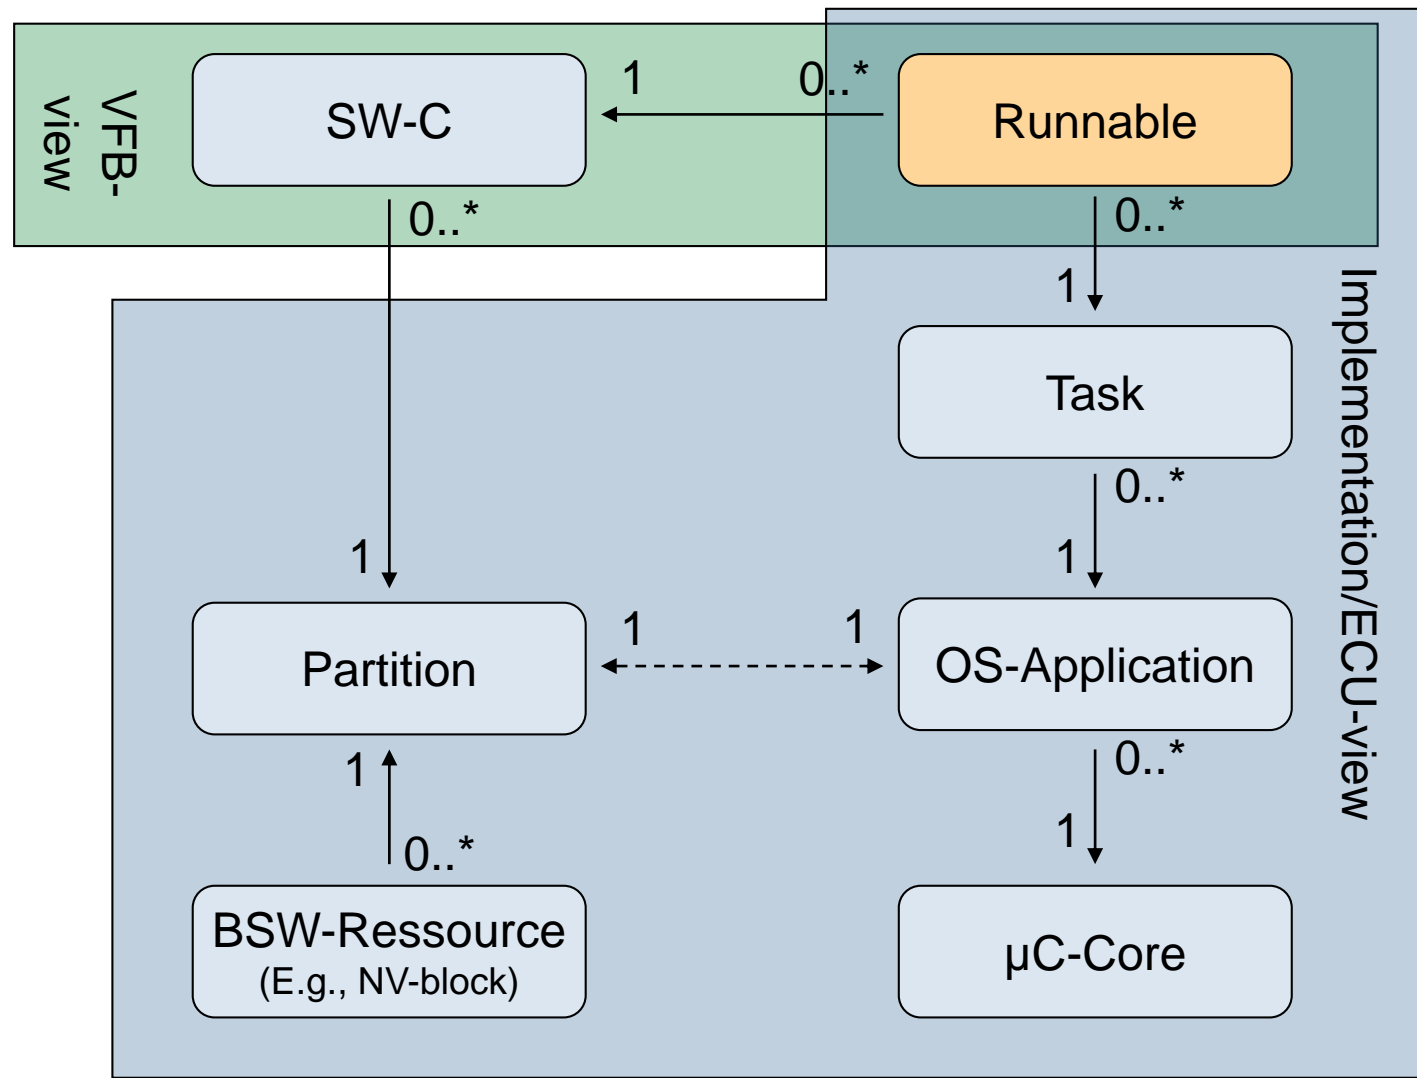 VFB-
view
SW-C
1
0..*
Runnable
0..*
0..*
1
Task
0..*
1
1
Partition
1
1
OS-Application
Implementation/ECU-view
1
0..*
0..*
1
BSW-Ressource
(E.g., NV-block)
µC-Core